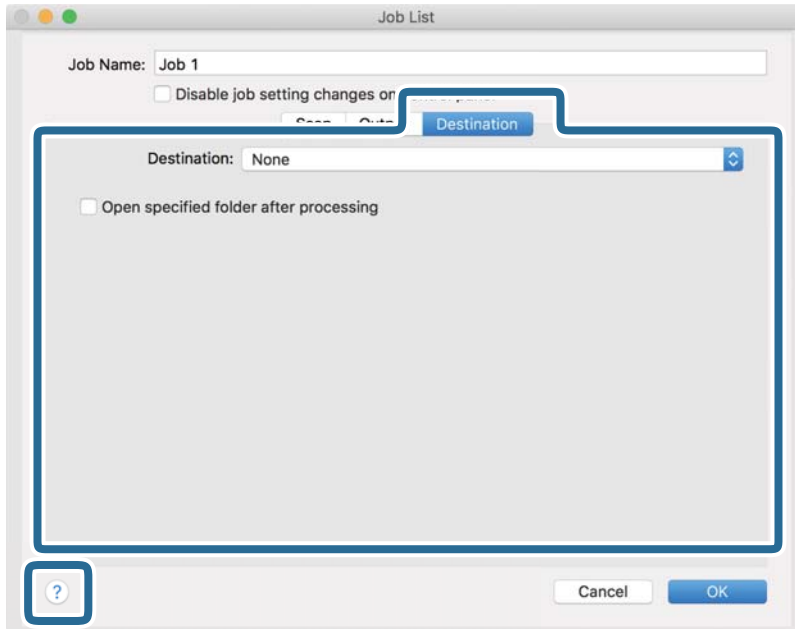 Job List
Job Name: Job 1
Disable job setting changes on
Destination
Destination: None
Open specified folder after processing
?
Cancel OK